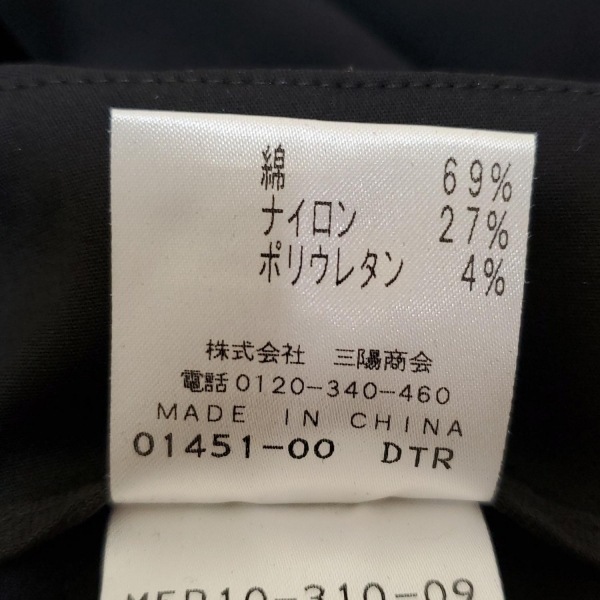 綿 69%
ナイロン 27%
ポリウレタン 4%
株式会社 三陽商会
電話0120-340-460
MADE IN CHINA
01451-00 DTR